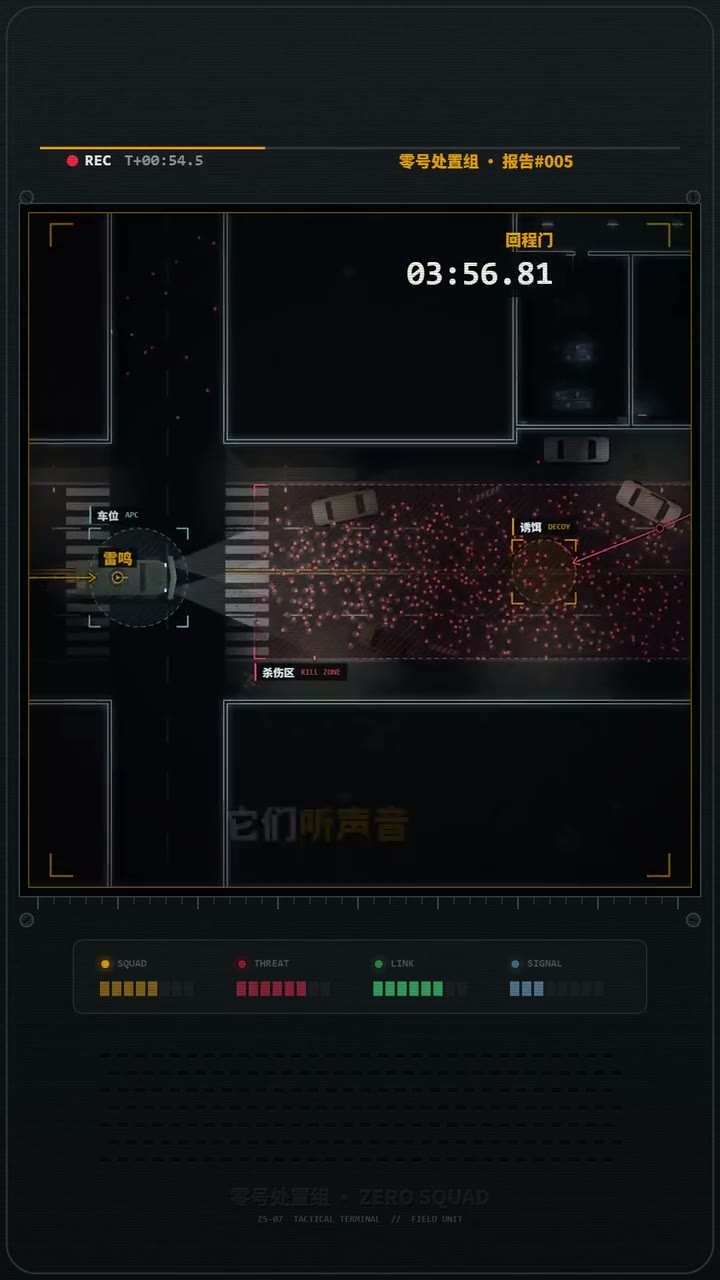 REC T+00:54.5
零号处置组 • 报告#005
回程门
03:56.81
车位 APC
雷鸣
诱饵 DECOY
杀伤区 KILL ZONE
它们听声音
SQUAD
THREAT
LINK
SIGNAL
零号处置组 • ZERO SQUAD
ZS-07 TACTICAL TERMINAL // FIELD UNIT